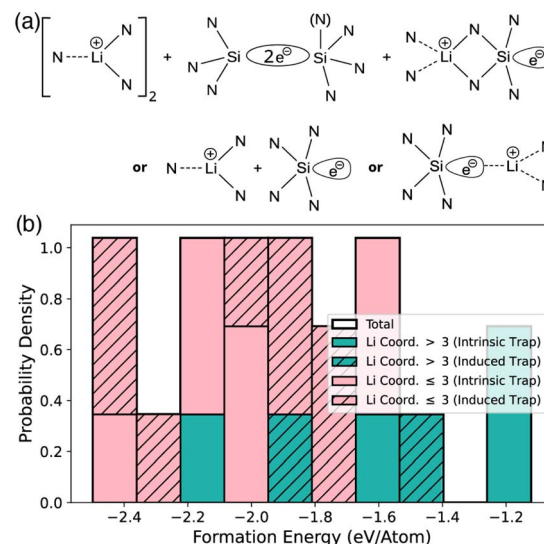 (a)
N N N N (N) N N N
N Li ⊕ N 2 + Si 2e⁻ Si + Li ⊕ Si e⁻
N N N N N N N N
or N Li ⊕ N N + N Si e⁻ N N or N Si e⁻ Li ⊕ N N
(b)
Probability Density
1.0
0.8
0.6
0.4
0.2
0.0
Total
Li Coord. > 3 (Intrinsic Trap)
Li Coord. > 3 (Induced Trap)
Li Coord. ≤ 3 (Intrinsic Trap)
Li Coord. ≤ 3 (Induced Trap)
−2.4 −2.2 −2.0 −1.8 −1.6 −1.4 −1.2
Formation Energy (eV/Atom)